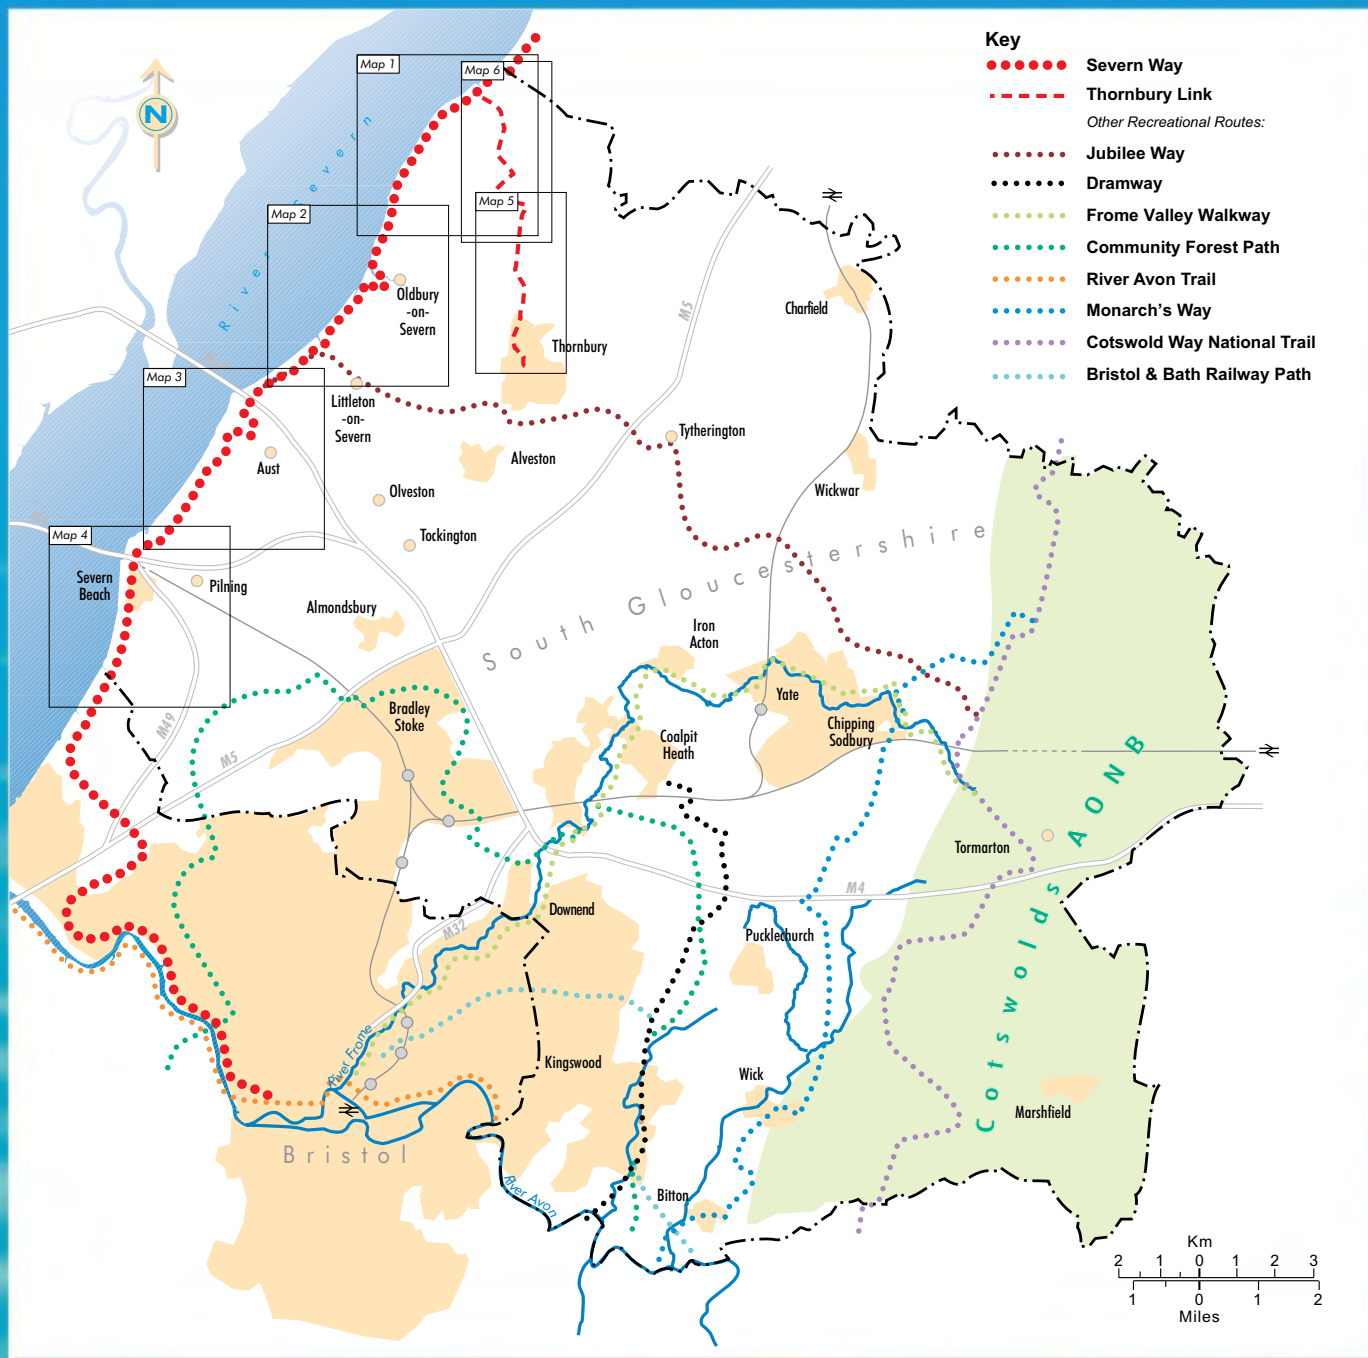 Key
Severn Way
Thornbury Link
Other Recreational Routes:
Jubilee Way
Dramway
Frome Valley Walkway
Community Forest Path
River Avon Trail
Monarch's Way
Cotswold Way National Trail
Bristol & Bath Railway Path
N
Map 1
Map 6
Map 5
Map 2
Map 3
Map 4
River Severn
Oldbury
-on-
Severn
Thornbury
M5
Charfield
Littleton
-on-
Severn
Aust
Alveston
Tytherington
Olveston
Tockington
Wickwar
Severn
Beach
Pilning
Almondsbury
South Gloucestershire
Iron
Acton
Bradley
Stoke
Yate
Chipping
Sodbury
Coalpit
Heath
M49
M5
Cotswolds AONB
Tormarton
M4
Downend
M32
Pucklechurch
River Frome
Kingswood
Wick
Marshfield
Bristol
River Avon
Bitton
Km
2 1 0 1 2 3
1 0 1 2
Miles